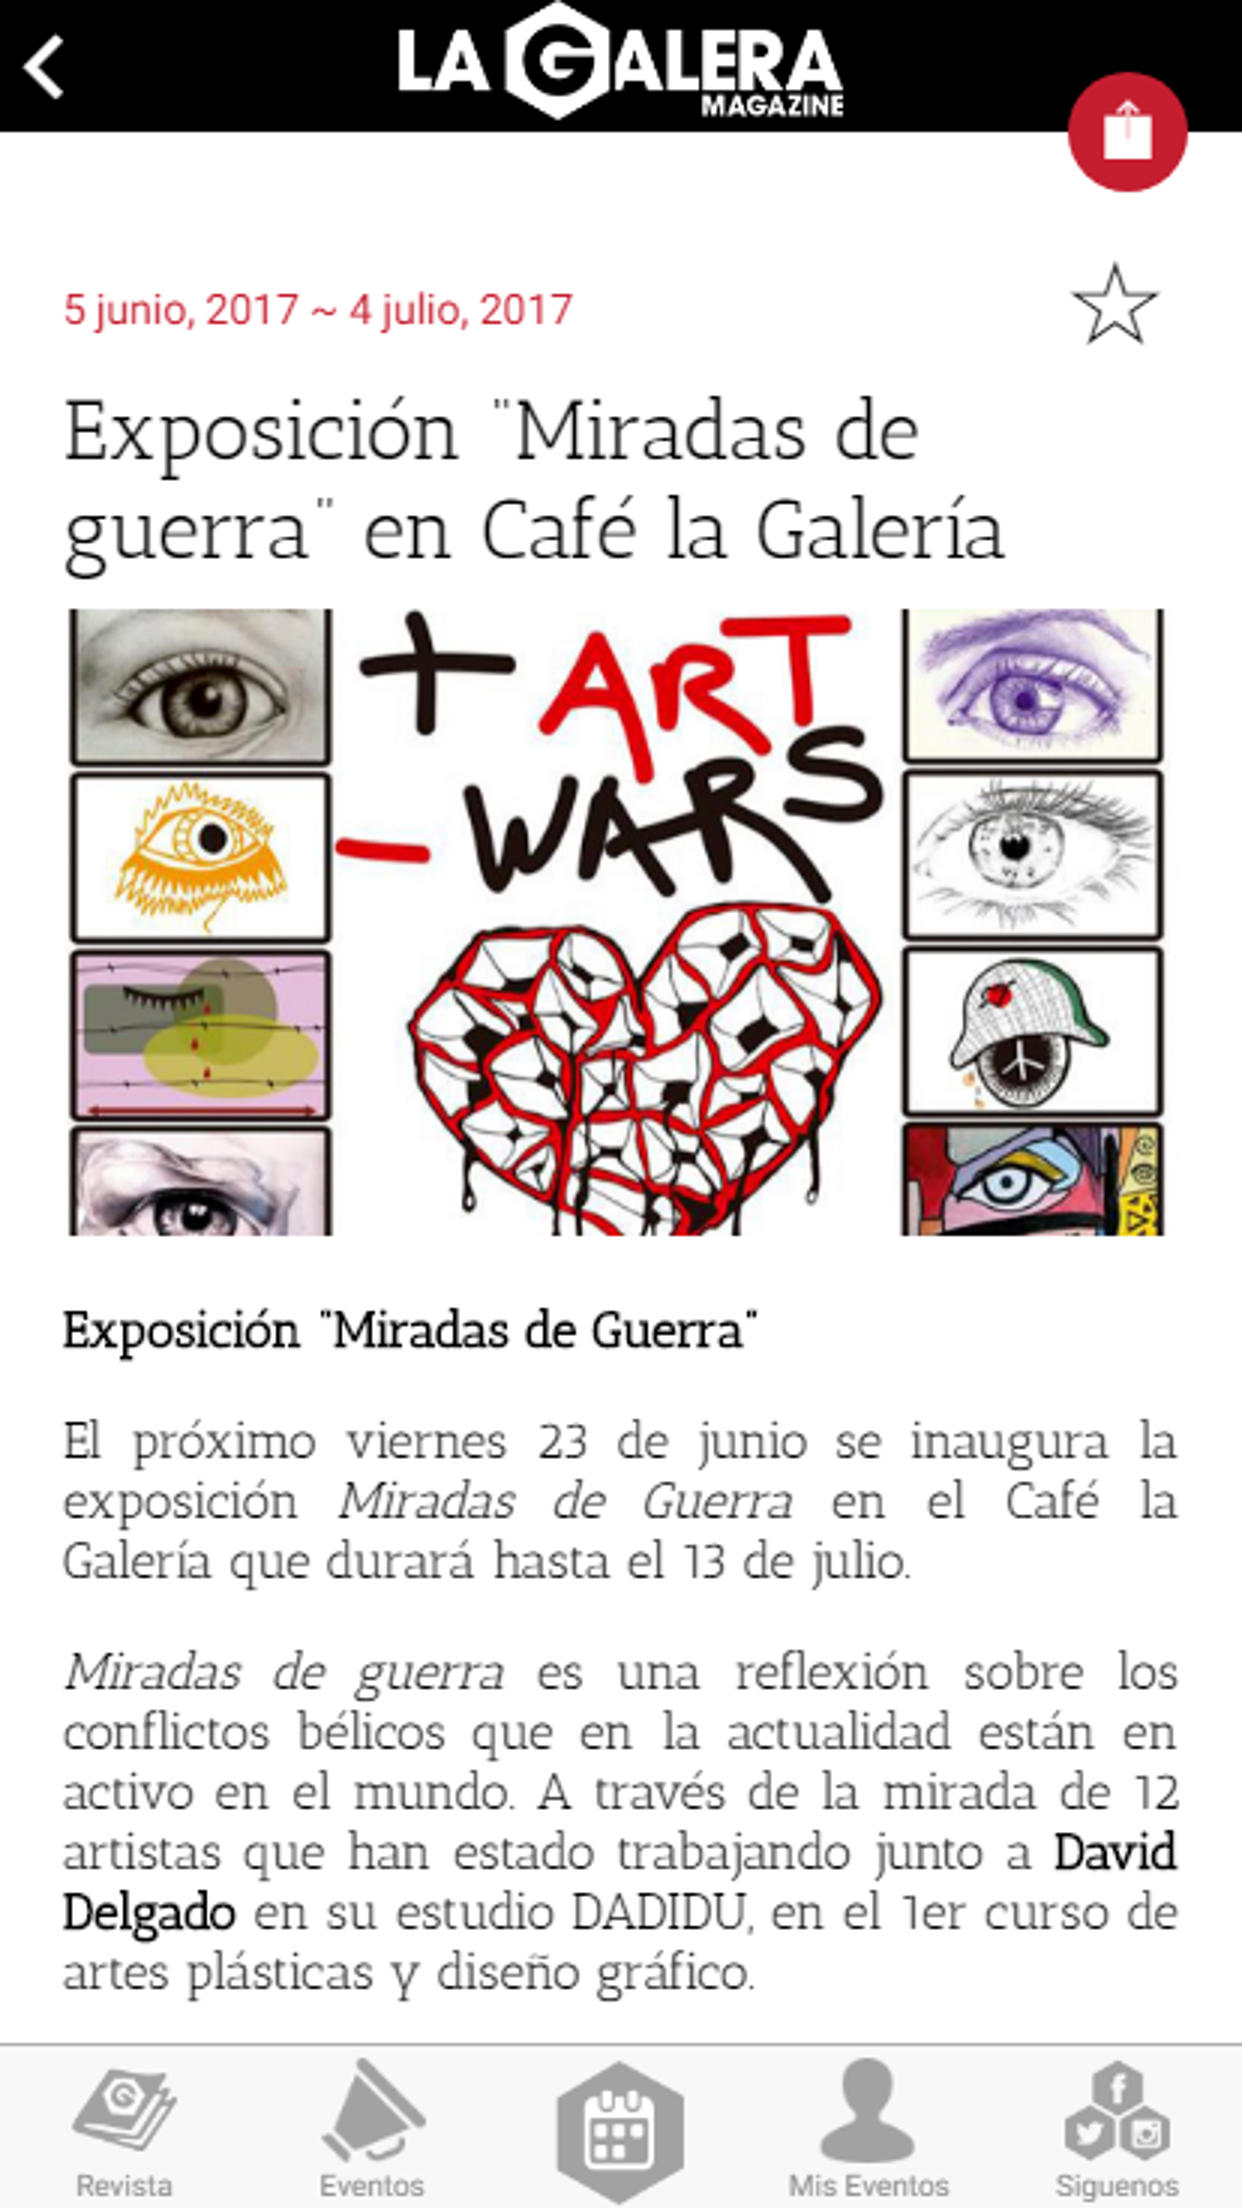 LA GALERA
MAGAZINE
5 junio, 2017 ~ 4 julio, 2017
Exposición "Miradas de
guerra" en Café la Galería
+ ART
- WARS
Exposición "Miradas de Guerra"
El próximo viernes 23 de junio se inaugura la
exposición Miradas de Guerra en el Café la
Galería que durará hasta el 13 de julio.
Miradas de guerra es una reflexión sobre los
conflictos bélicos que en la actualidad están en
activo en el mundo. A través de la mirada de 12
artistas que han estado trabajando junto a David
Delgado en su estudio DADIDU, en el 1er curso de
artes plásticas y diseño gráfico.
Revista
Eventos
Mis Eventos
Siguenos